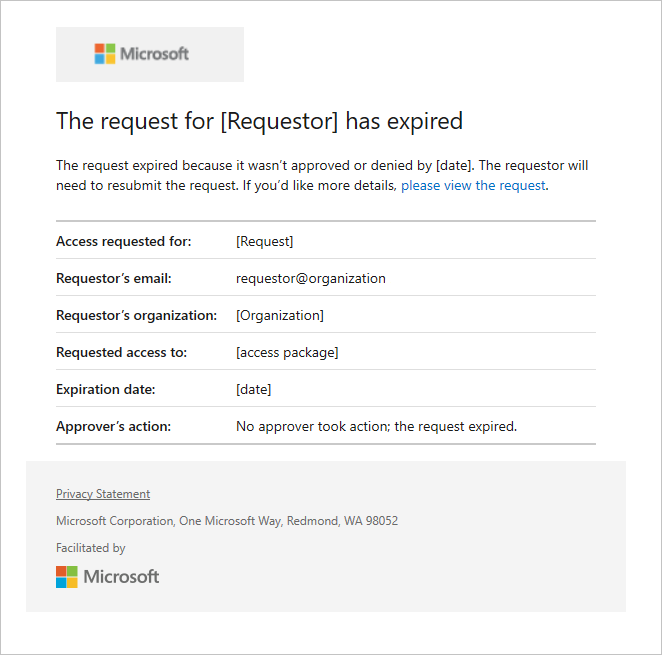 Microsoft
The request for [Requestor] has expired
The request expired because it wasn’t approved or denied by [date]. The requestor will
need to resubmit the request. If you’d like more details, please view the request.
Access requested for: [Request]
Requestor’s email: requestor@organization
Requestor’s organization: [Organization]
Requested access to: [access package]
Expiration date: [date]
Approver’s action: No approver took action; the request expired.
Privacy Statement
Microsoft Corporation, One Microsoft Way, Redmond, WA 98052
Facilitated by
Microsoft